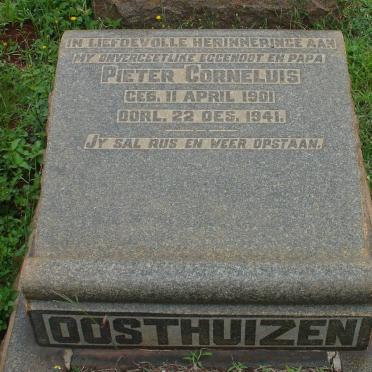 IN LIEFDEVOLLE HERINNERINGE AAN
MY ONVERGEETLIKE EGGENOOT EN PAPA
PIETER CORNELUIS
GEB. 11 APRIL 1901
OORL. 22 DES. 1941.
JY SAL RUS EN WEER OPSTAAN.
OOSTHUIZEN